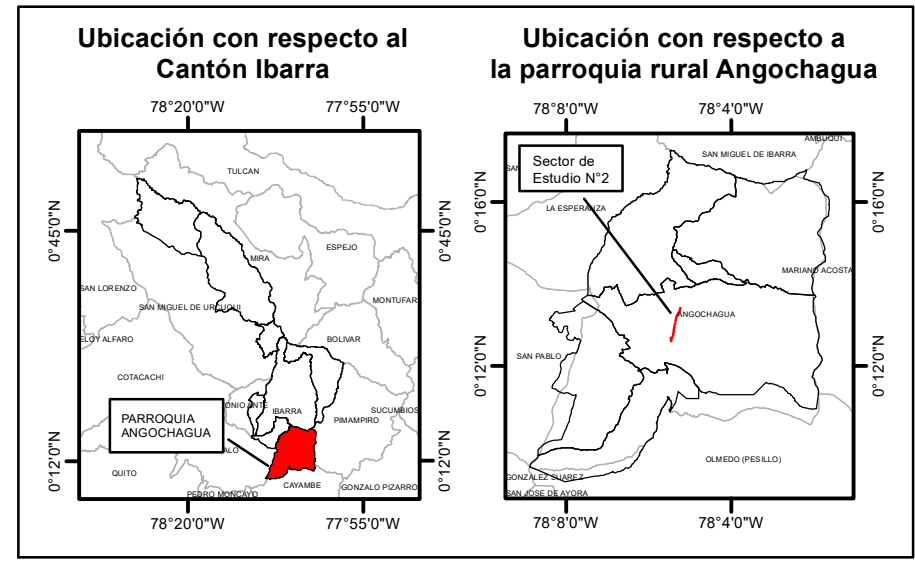 Ubicación con respecto al
Cantón Ibarra
78°20'0"W
77°55'0"W
0°45'0"N
0°45'0"N
TULCAN
ESPEJO
MIRA
SAN LORENZO
MONTUFAR
SAN MIGUEL DE URCUQUI
ELOY ALFARO
BOLIVAR
COTACACHI
SUCUMBIOS
ONIO ANTE
IBARRA
PIMAMPIRO
PARROQUIA
ANGOCHAGUA
ALO
0°12'0"N
0°12'0"N
QUITO
CAYAMBE
PEDRO MONCAYO
GONZALO PIZARRO
78°20'0"W
77°55'0"W
Ubicación con respecto a
la parroquia rural Angochagua
78°8'0"W
78°4'0"W
AMBUQUI
SAN MIGUEL DE IBARRA
Sector de
Estudio N°2
SAN
0°16'0"N
0°16'0"N
LA ESPERANZA
MARIANO ACOSTA
ANGOCHAGUA
SAN PABLO
0°12'0"N
0°12'0"N
OLMEDO (PESILLO)
GONZALEZ SUAREZ
SAN JOSE DE AYORA
78°8'0"W
78°4'0"W